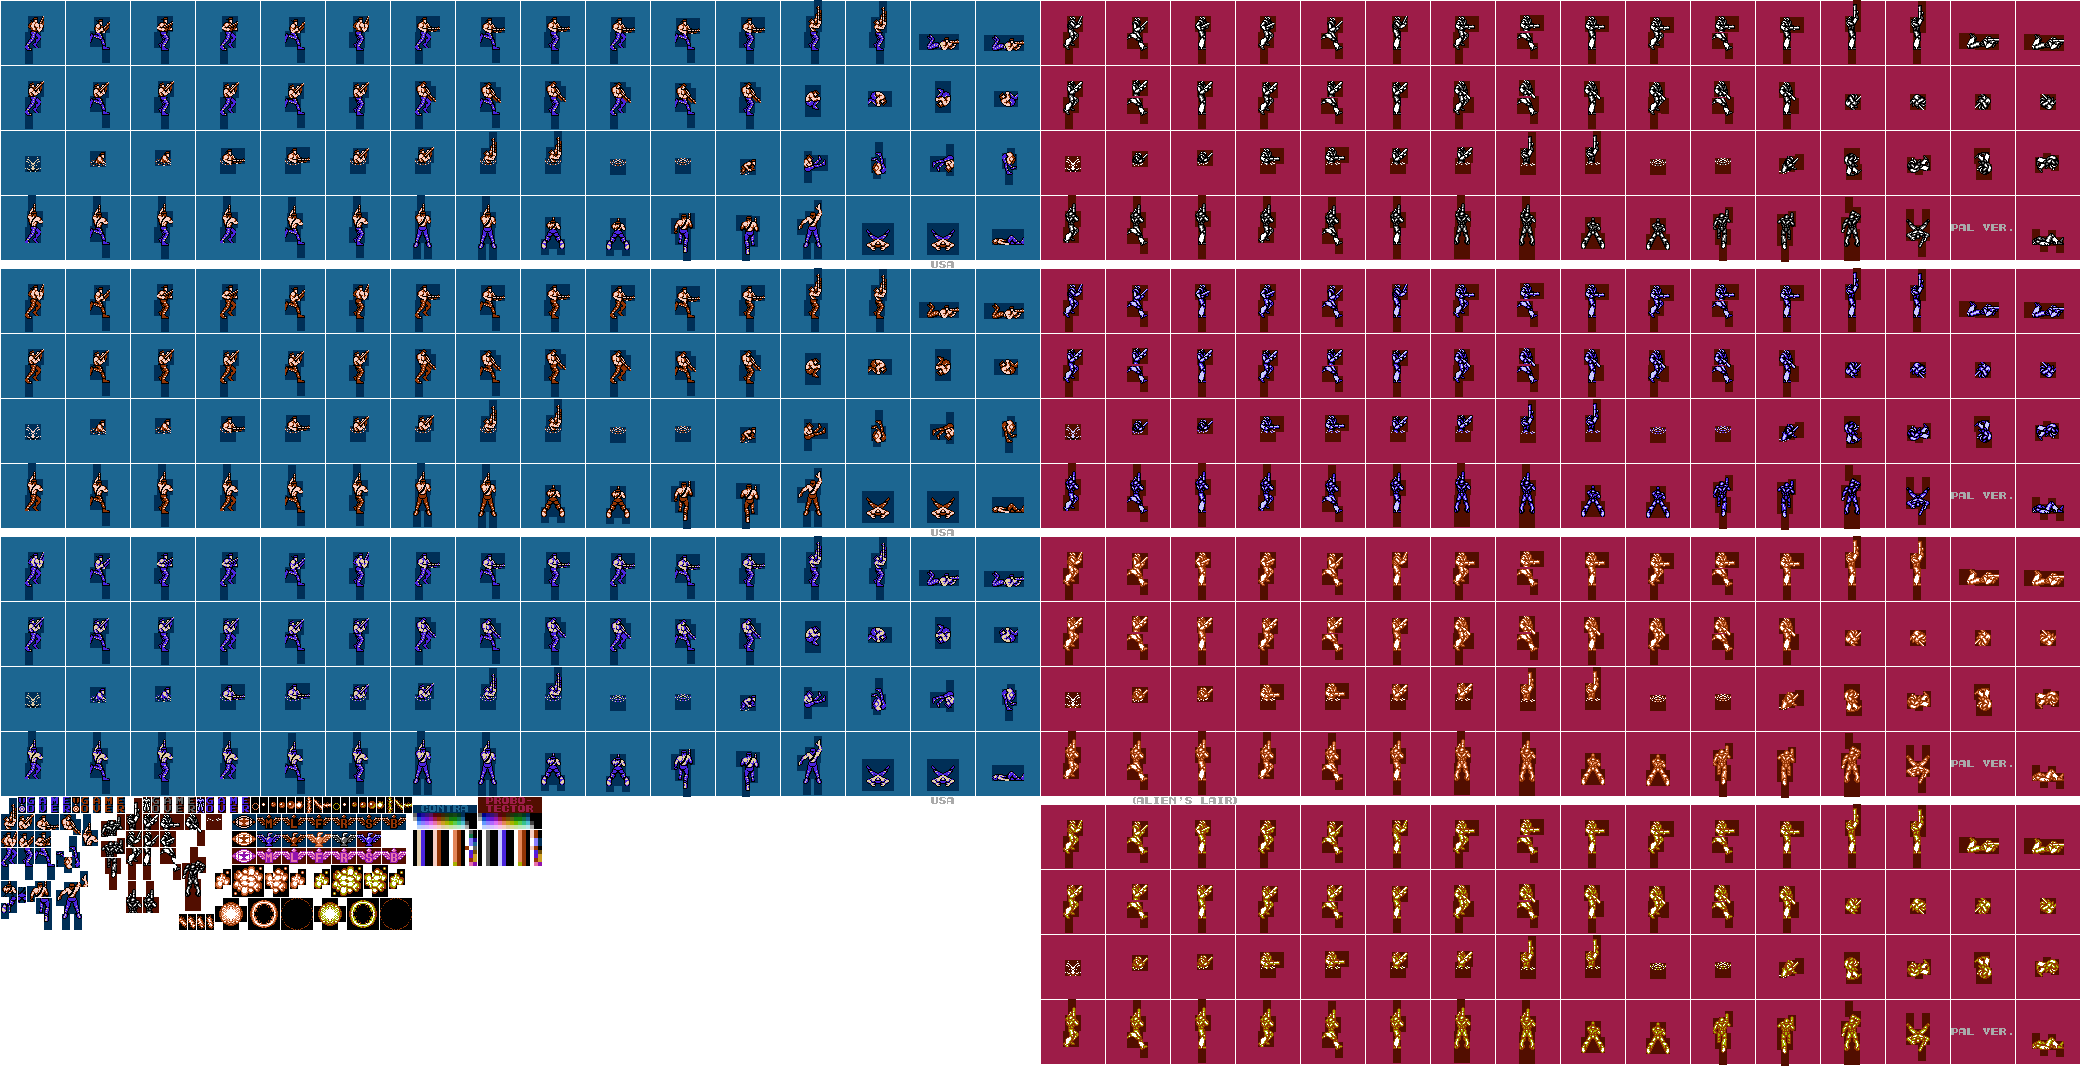 PAL VER.
USA
PAL VER.
USA
PAL VER.
USA
(ALIEN'S LAIR)
CONTRA
PROBO-
TECTOR
M L F R S B
M L F R S B
PAL VER.